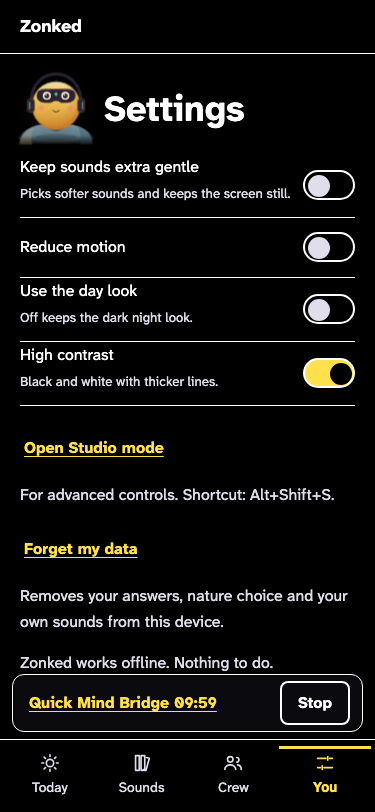 Zonked
Settings
Keep sounds extra gentle
Picks softer sounds and keeps the screen still.
Reduce motion
Use the day look
Off keeps the dark night look.
High contrast
Black and white with thicker lines.
Open Studio mode
For advanced controls. Shortcut: Alt+Shift+S.
Forget my data
Removes your answers, nature choice and your
own sounds from this device.
Zonked works offline. Nothing to do.
Quick Mind Bridge 09:59
Stop
Today
Sounds
Crew
You